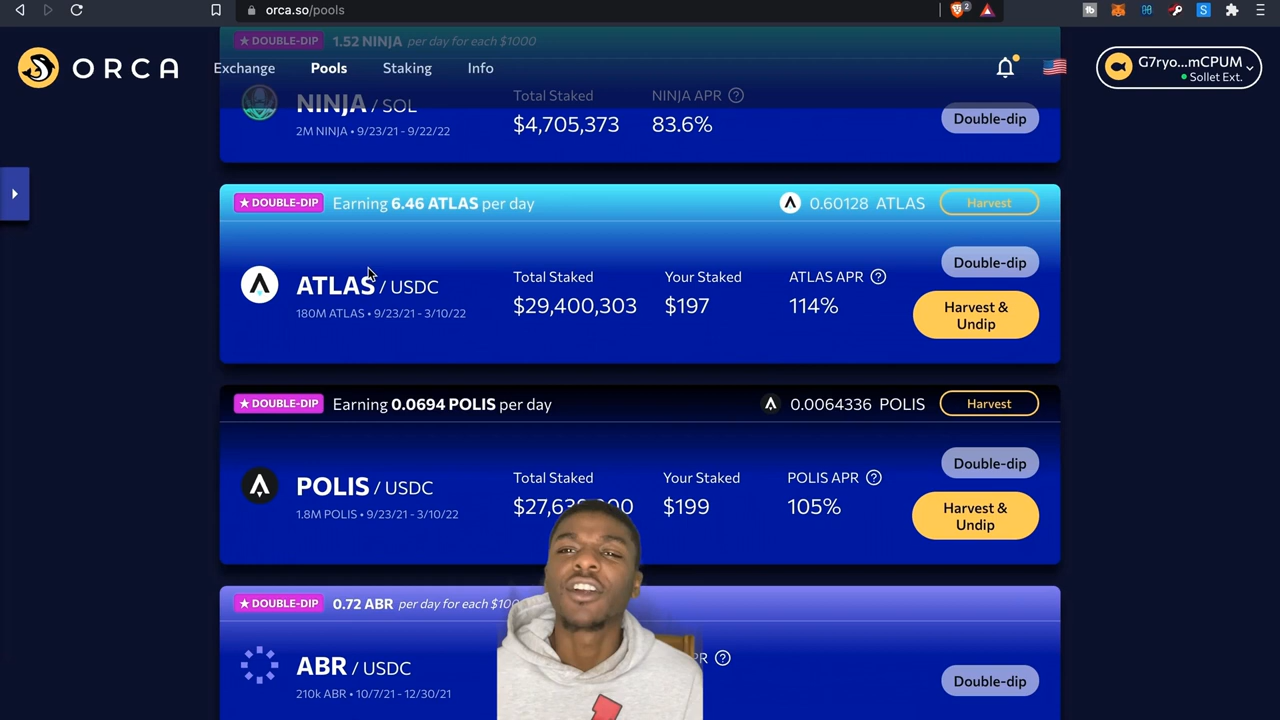 orca.so/pools
2
DOUBLE-DIP 1.52 NINJA per day for each $1000
ORCA Exchange Pools Staking Info G7ryo...mCPUM
Sollet Ext.
NINJA / SOL Total Staked NINJA APR ?
2M NINJA • 9/23/21 - 9/22/22 $4,705,373 83.6% Double-dip
DOUBLE-DIP Earning 6.46 ATLAS per day 0.60128 ATLAS Harvest
ATLAS / USDC Total Staked Your Staked ATLAS APR ? Double-dip
180M ATLAS • 9/23/21 - 3/10/22 $29,400,303 $197 114% Harvest &
Undip
DOUBLE-DIP Earning 0.0694 POLIS per day 0.0064336 POLIS Harvest
POLIS / USDC Total Staked Your Staked POLIS APR ? Double-dip
1.8M POLIS • 9/23/21 - 3/10/22 $199 105% Harvest &
Undip
DOUBLE-DIP 0.72 ABR per day for each
ABR / USDC ?
210k ABR • 10/7/21 - 12/30/21 Double-dip